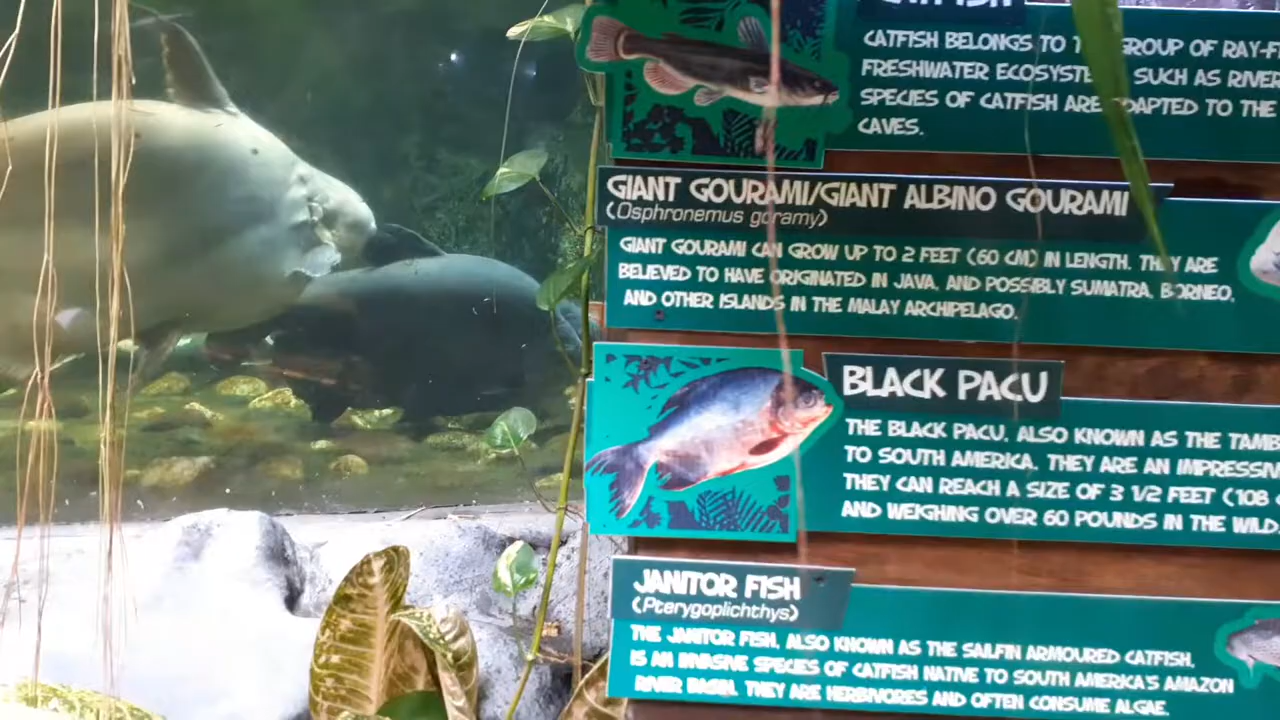 CATFISH BELONGS TO GROUP OF
FRESHWATER SUCH AS
SPECIES OF CATFISH ARE ADAPTED TO THE
CAVES.
GIANT GOURAMI/GIANT ALBINO GOURAMI
(Osphronemus goramy)
GIANT GOURAMI CAN GROW UP TO 2 FEET (60 CM) IN LENGTH. THEY ARE
BELIEVED TO HAVE ORIGINATED IN JAVA, AND POSSIBLY SUMATRA, BORNEO,
AND OTHER ISLANDS IN THE MALAY ARCHIPELAGO.
BLACK PACU
THE BLACK PACU, ALSO KNOWN AS THE
TO SOUTH AMERICA. THEY ARE AN
THEY CAN REACH A SIZE OF 3 1/2 FEET (108
AND WEIGHING OVER 60 POUNDS IN THE WILD.
JANITOR FISH
(Pterygoplichthys)
THE JANITOR FISH, ALSO KNOWN AS THE SAILFIN ARMOURED CATFISH,
IS AN INVASIVE SPECIES OF CATFISH NATIVE TO SOUTH AMERICA'S AMAZON
RIVER BASIN. THEY ARE HERBIVORES AND OFTEN CONSUME ALGAE.